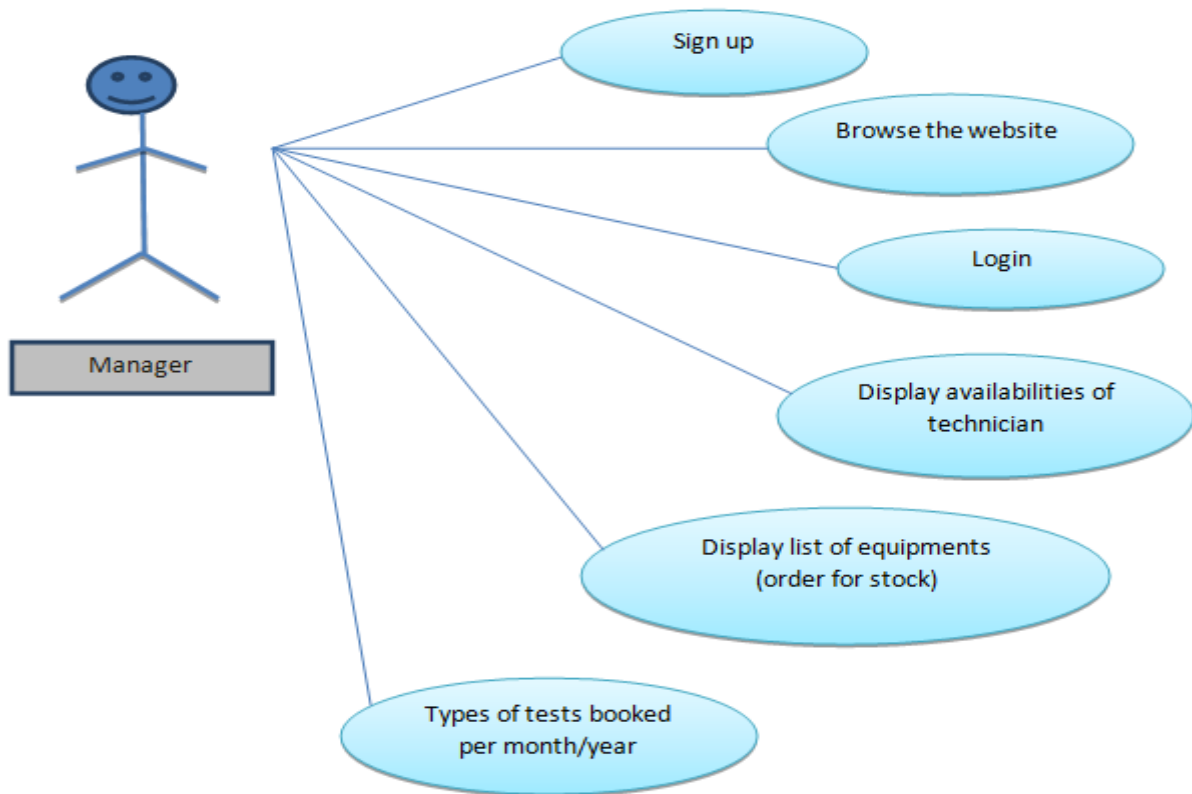 Sign up
Browse the website
Login
Manager
Display availabilities of
technician
Display list of equipments
(order for stock)
Types of tests booked
per month/year